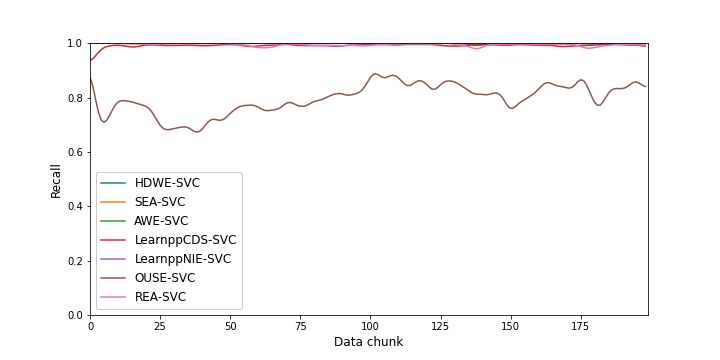 1.0
0.8
0.6
0.4
0.2
0.0
Recall
HDWE-SVC
SEA-SVC
AWE-SVC
LearnppCDS-SVC
LearnppNIE-SVC
OUSE-SVC
REA-SVC
0 25 50 75 100 125 150 175
Data chunk